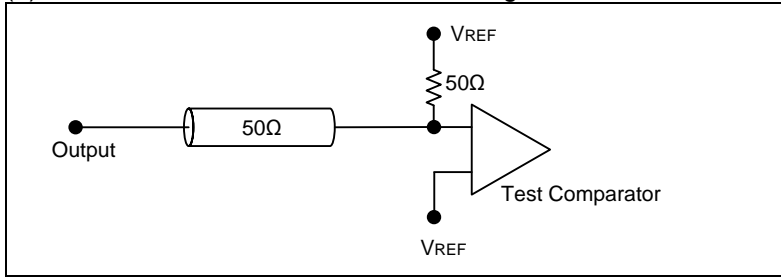 VREF
50Ω
50Ω
Output
Test Comparator
VREF